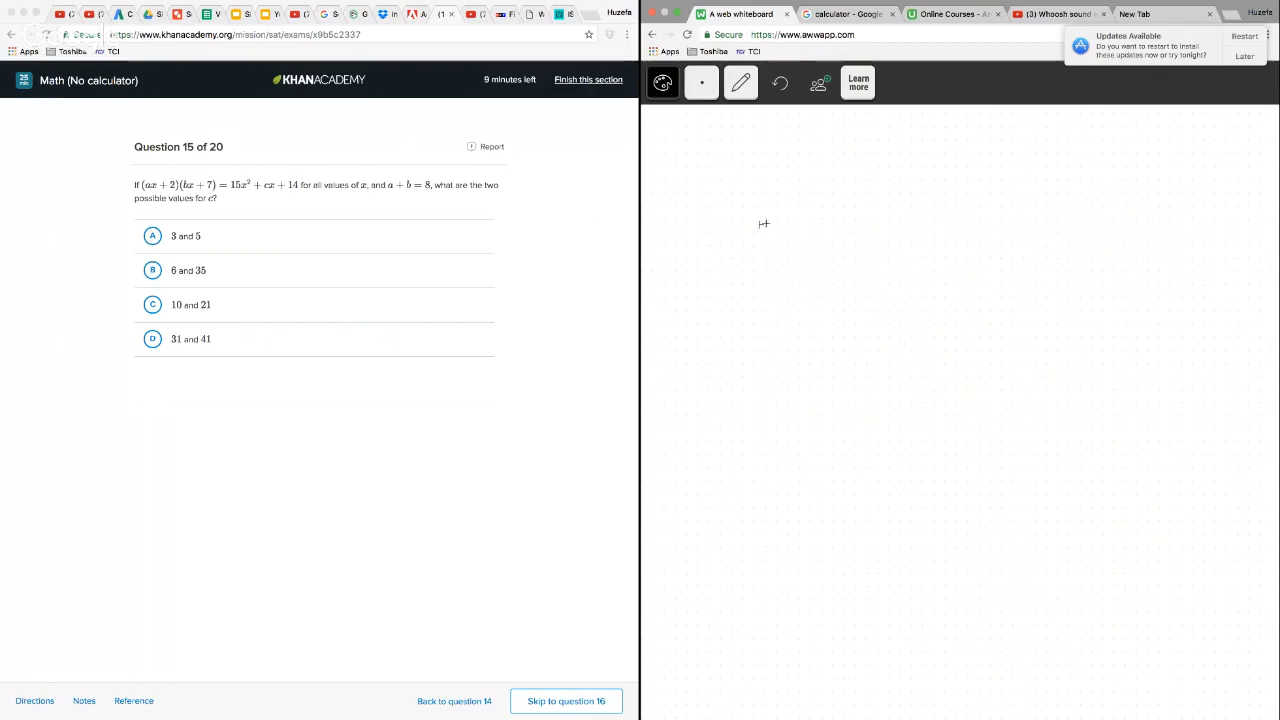 Huzefa
Secure https://www.khanacademy.org/mission/sat/exams/x9b5c2337
Apps Toshiba TCI
25 min Math (No calculator)
KHANACADEMY
9 minutes left Finish this section
Question 15 of 20
Report
If (ax + 2)(bx + 7) = 15x² + cx + 14 for all values of x, and a + b = 8, what are the two
possible values for c?
A 3 and 5
B 6 and 35
C 10 and 21
D 31 and 41
Directions Notes Reference Back to question 14 Skip to question 16
A web whiteboard calculator - Google Online Courses - An (3) Whoosh sound e New Tab Huzefa
Secure https://www.awwapp.com
Apps Toshiba TCI
Updates Available
Do you want to restart to install
these updates now or try tonight?
Restart
Later
Learn
more